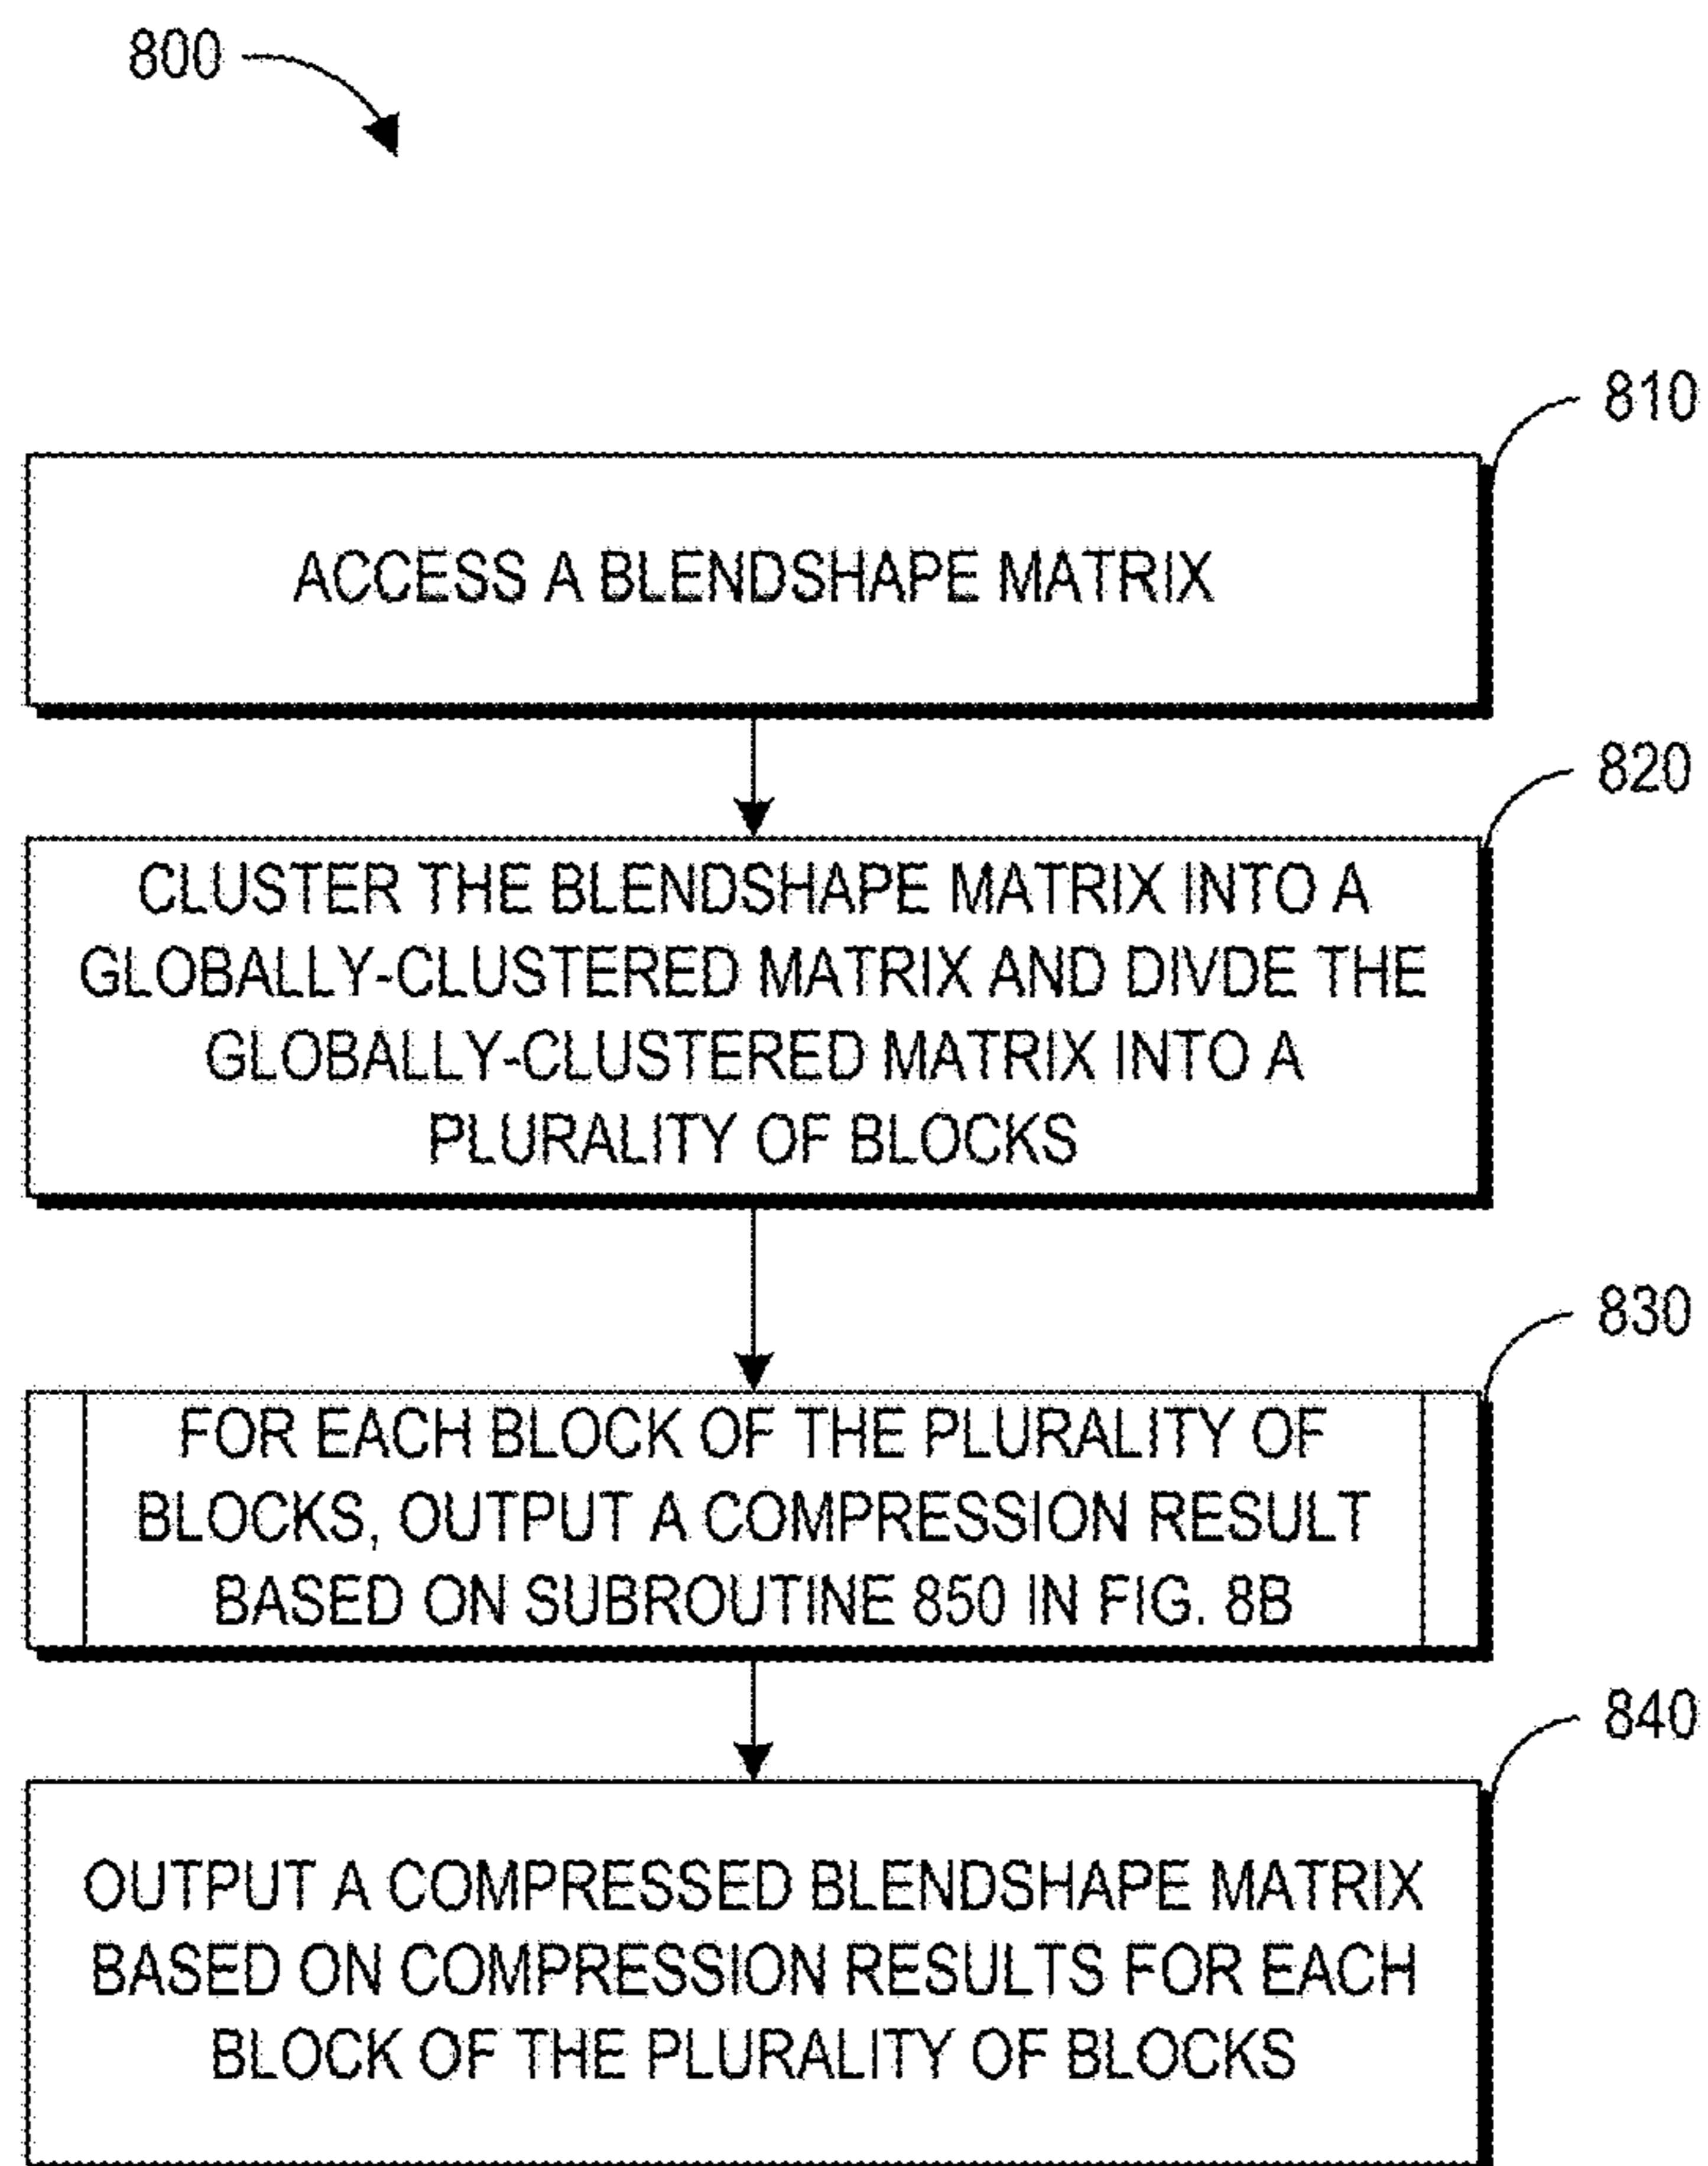 800
810
ACCESS A BLENDSHAPE MATRIX
820
CLUSTER THE BLENDSHAPE MATRIX INTO A
GLOBALLY-CLUSTERED MATRIX AND DIVDE THE
GLOBALLY-CLUSTERED MATRIX INTO A
PLURALITY OF BLOCKS
830
FOR EACH BLOCK OF THE PLURALITY OF
BLOCKS, OUTPUT A COMPRESSION RESULT
BASED ON SUBROUTINE 850 IN FIG. 8B
840
OUTPUT A COMPRESSED BLENDSHAPE MATRIX
BASED ON COMPRESSION RESULTS FOR EACH
BLOCK OF THE PLURALITY OF BLOCKS